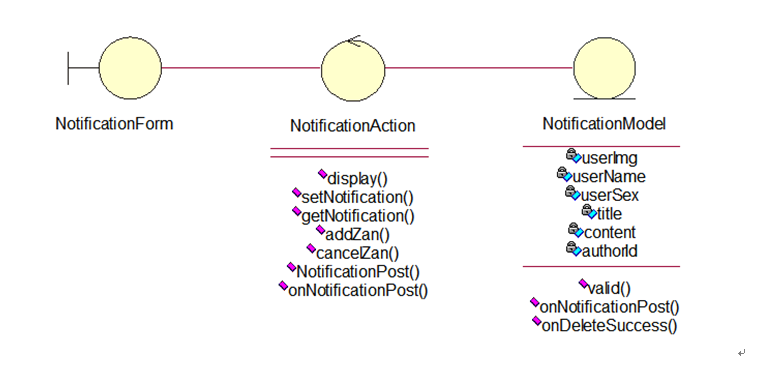 NotificationForm
NotificationAction
display()
setNotification()
getNotification()
addZan()
cancelZan()
NotificationPost()
onNotificationPost()
NotificationModel
userImg
userName
userSex
title
content
authorId
valid()
onNotificationPost()
onDeleteSuccess()